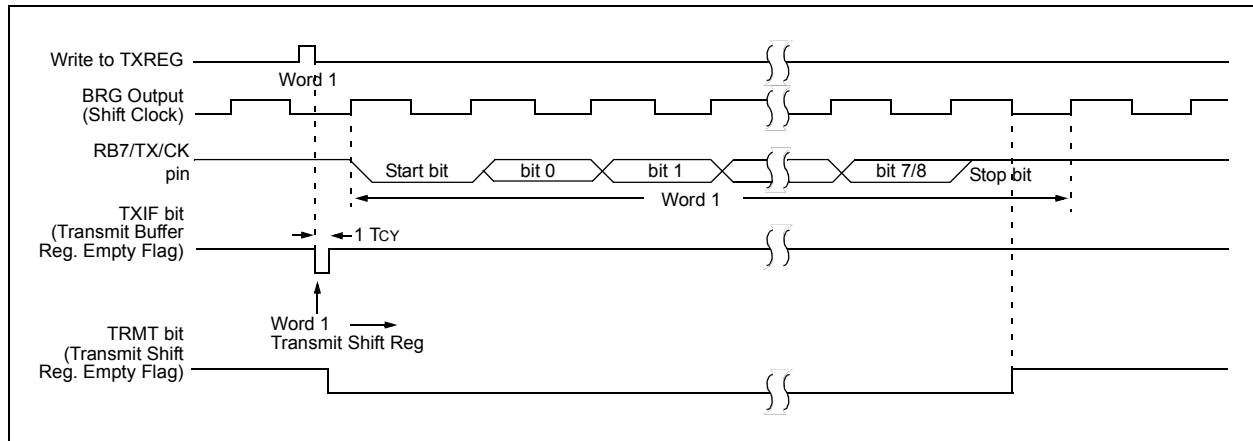 Write to TXREG
Word 1
BRG Output
(Shift Clock)
RB7/TX/CK
pin
Start bit
bit 0
bit 1
bit 7/8
Stop bit
Word 1
TXIF bit
(Transmit Buffer
Reg. Empty Flag)
1 TCY
Word 1
Transmit Shift Reg
TRMT bit
(Transmit Shift
Reg. Empty Flag)